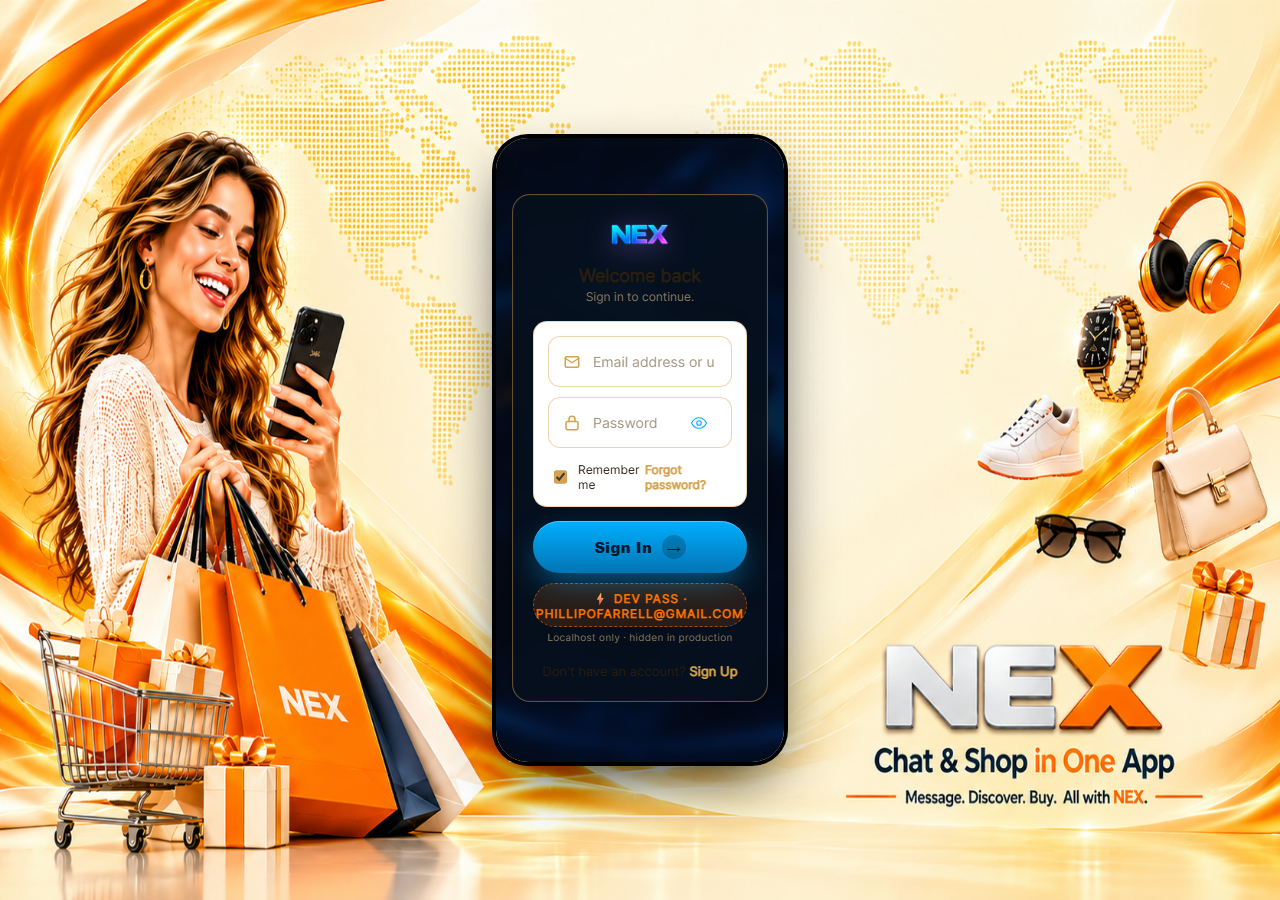 NEX
Welcome back
Sign in to continue.
Email address or u
Password
Remember me
Forgot password?
Sign In →
DEV PASS ·
PHILLIPOFARRELL@GMAIL.COM
Localhost only · hidden in production
Don't have an account? Sign Up
NEX
NEX
Chat & Shop in One App
Message. Discover. Buy. All with NEX.